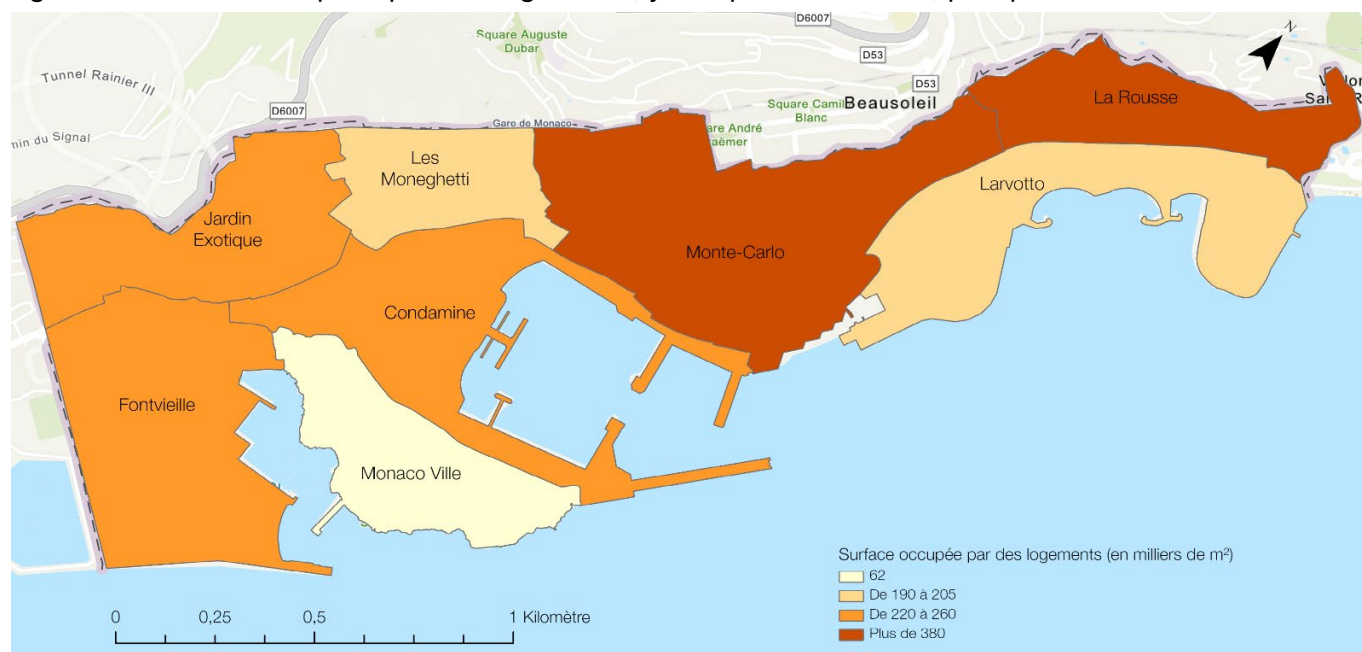 D6007
Square Auguste
Dubar
D53
Tunnel Rainier III
D53
La Rousse
N
D6007
Square Camil
Blanc
Beausoleil
min du Signal
Gare de Monaco
Les
Moneghetti
Larvotto
Jardin
Exotique
Monte-Carlo
Condamine
Fontvieille
Monaco Ville
Surface occupée par des logements (en milliers de m²)
62
De 190 à 205
De 220 à 260
Plus de 380
0 0,25 0,5 1 Kilomètre